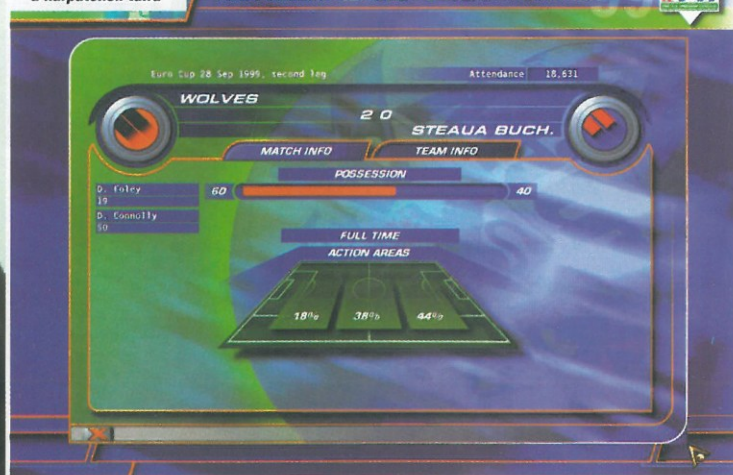 Euro Cup 28 Sep 1999, second leg
Attendance 18,631
WOLVES
2 0
STEAUA BUCH.
MATCH INFO
TEAM INFO
POSSESSION
D. Foley
19
60
40
D. Connolly
50
FULL TIME
ACTION AREAS
18%
38%
44%